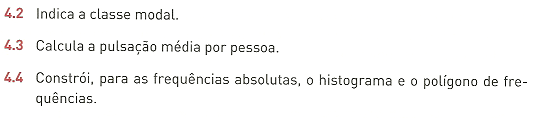 4.2 Indica a classe modal.
4.3 Calcula a pulsação média por pessoa.
4.4 Constrói, para as frequências absolutas, o histograma e o polígono de fre-
quências.